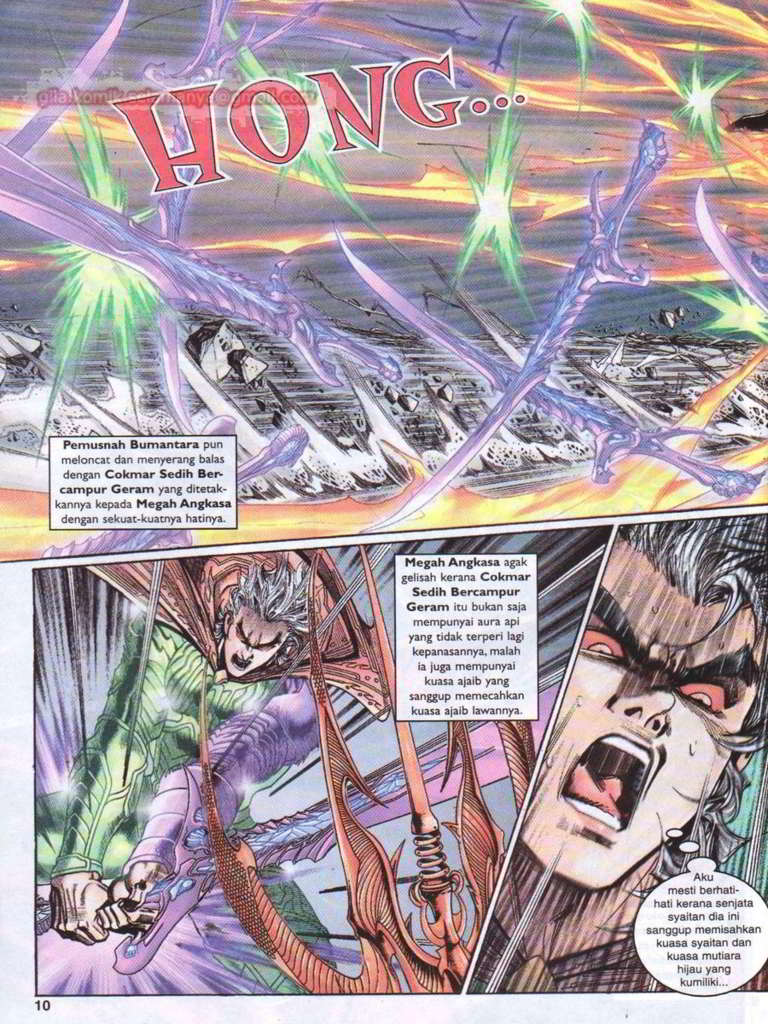 HONG...
Pemusnah Bumantara pun
meloncat dan menyerang balas
dengan Cokmar Sedih Ber-
campur Geram yang ditetak-
kannya kepada Megah Angkasa
dengan sekuat-kuatnya hatinya.
Megah Angkasa agak
gelisah kerana Cokmar
Sedih Bercampur
Geram itu bukan saja
mempunyai aura api
yang tidak terperi lagi
kepanasannya, malah
ia juga mempunyai
kuasa ajaib yang
sanggup memecahkan
kuasa ajaib lawannya.
Aku
mesti berhati-
hati kerana senjata
syaitan dia ini
sanggup memisahkan
kuasa syaitan dan
kuasa mutiara
hijau yang
kumiliki...
10